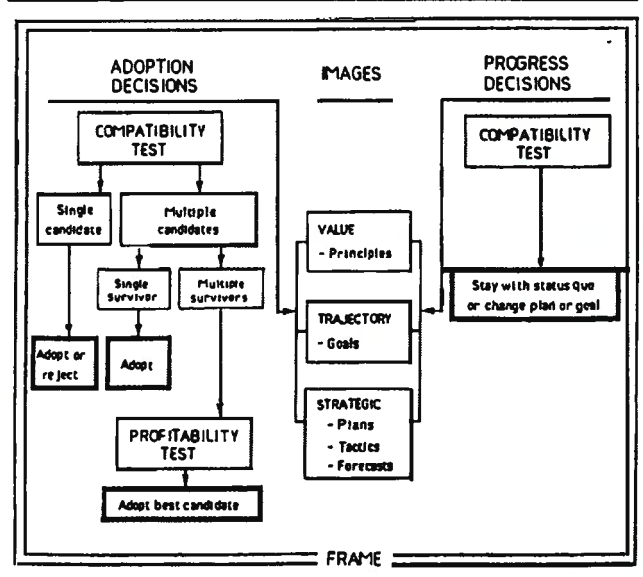 ADOPTION
DECISIONS
IMAGES
PROGRESS
DECISIONS
COMPATIBILITY
TEST
Single
candidate
Multiple
candidates
Single
survivor
Multiple
survivers
Adopt or
reject
Adopt
PROFITABILITY
TEST
Adopt best candidate
VALUE
- Principles
TRAJECTORY
- Goals
STRATEGIC
- Plans
- Tactics
- Forecasts
COMPATIBILITY
TEST
Stay with status quo
or change plan or goal
FRAME